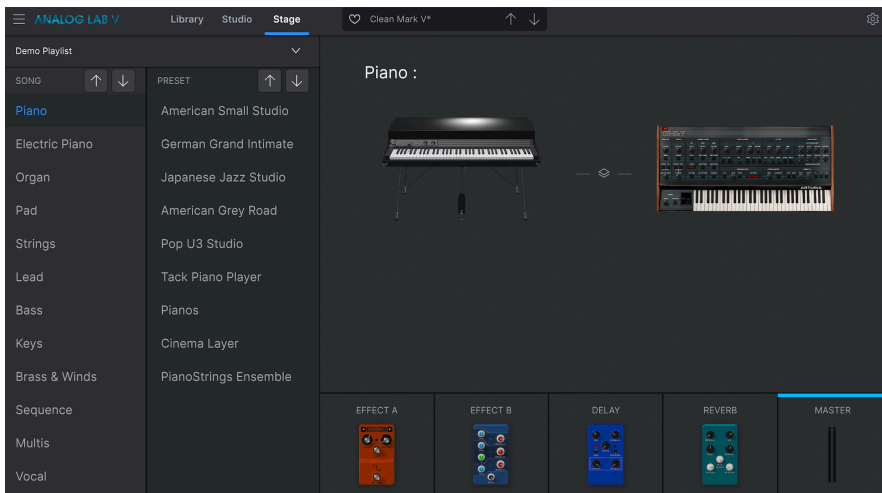 ANALOG LAB V
Library Studio Stage
Clean Mark V*
Demo Playlist
SONG
PRESET
Piano
Electric Piano
Organ
Pad
Strings
Lead
Bass
Keys
Brass & Winds
Sequence
Multis
Vocal
American Small Studio
German Grand Intimate
Japanese Jazz Studio
American Grey Road
Pop U3 Studio
Tack Piano Player
Pianos
Cinema Layer
PianoStrings Ensemble
Piano :
ARTURIA
EFFECT A
EFFECT B
DELAY
REVERB
MASTER